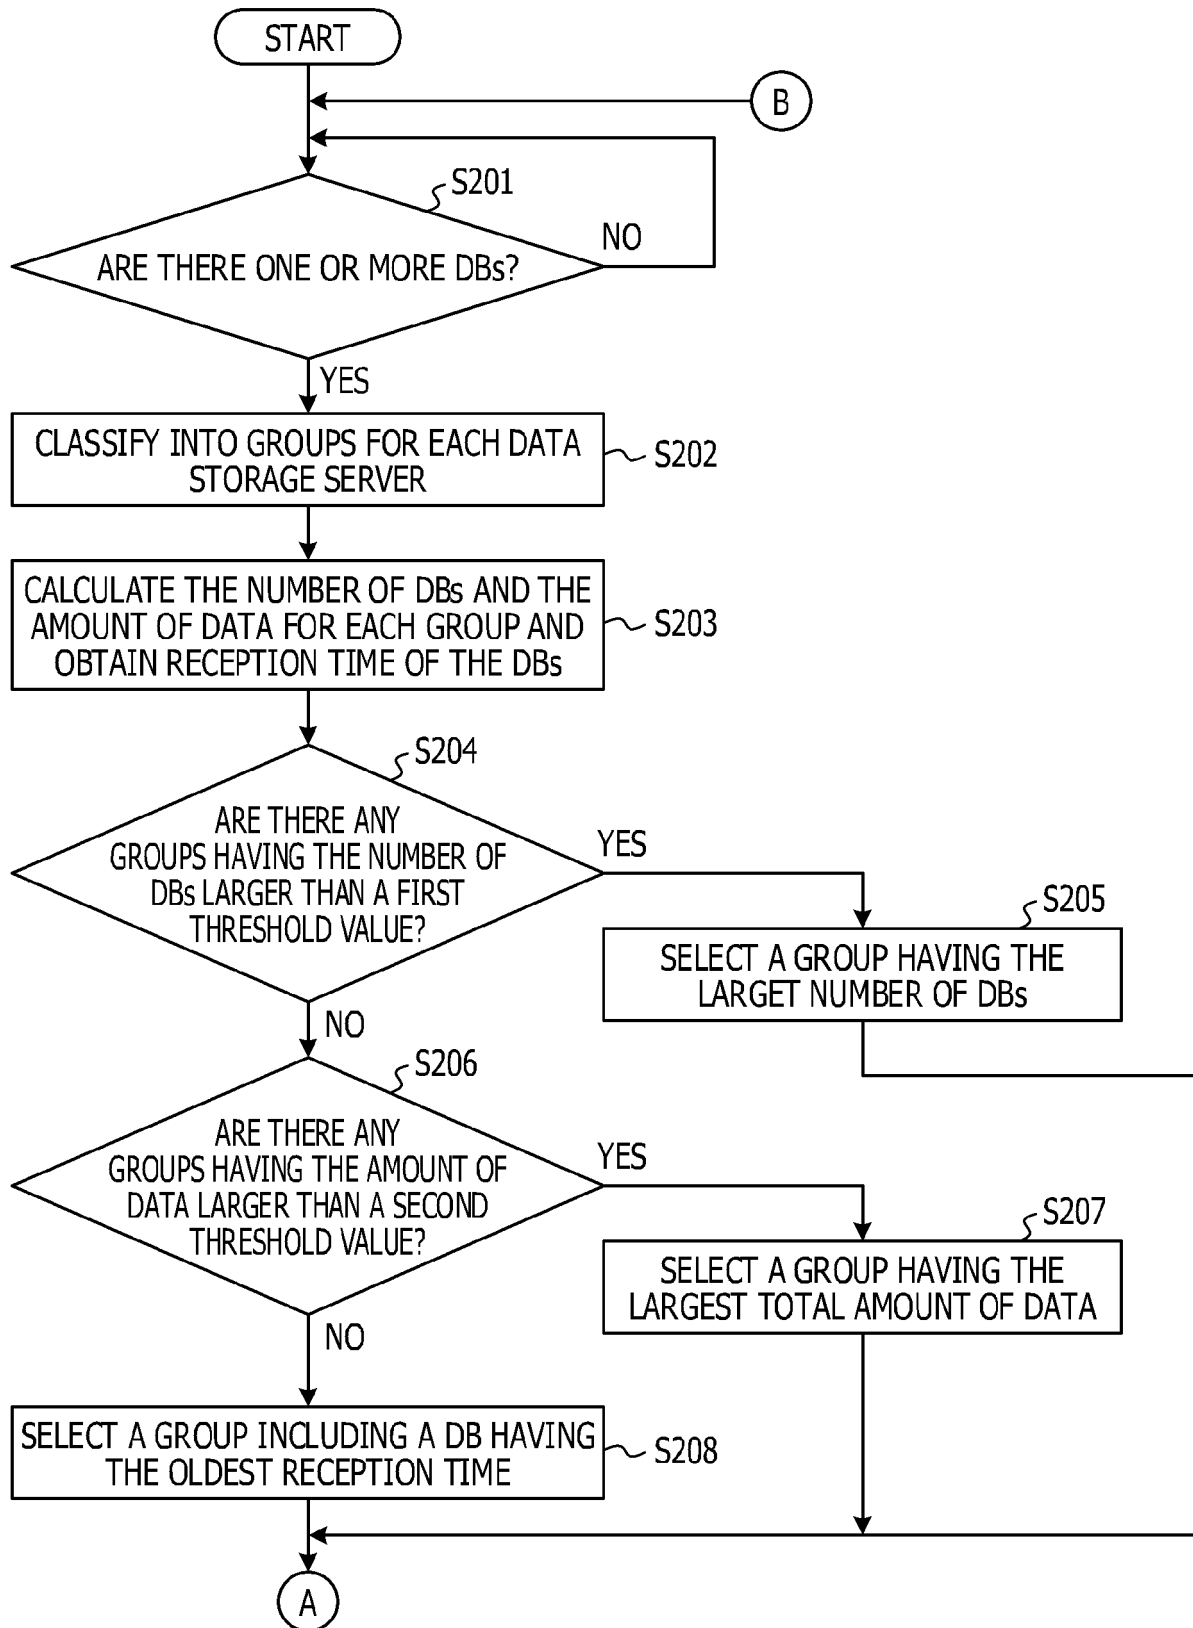 START
B
S201
NO
ARE THERE ONE OR MORE DBs?
YES
CLASSIFY INTO GROUPS FOR EACH DATA
STORAGE SERVER
S202
CALCULATE THE NUMBER OF DBs AND THE
AMOUNT OF DATA FOR EACH GROUP AND
OBTAIN RECEPTION TIME OF THE DBs
S203
S204
ARE THERE ANY
GROUPS HAVING THE NUMBER OF
DBs LARGER THAN A FIRST
THRESHOLD VALUE?
YES
S205
SELECT A GROUP HAVING THE
LARGET NUMBER OF DBs
NO
S206
ARE THERE ANY
GROUPS HAVING THE AMOUNT OF
DATA LARGER THAN A SECOND
THRESHOLD VALUE?
YES
S207
SELECT A GROUP HAVING THE
LARGEST TOTAL AMOUNT OF DATA
NO
SELECT A GROUP INCLUDING A DB HAVING
THE OLDEST RECEPTION TIME
S208
A